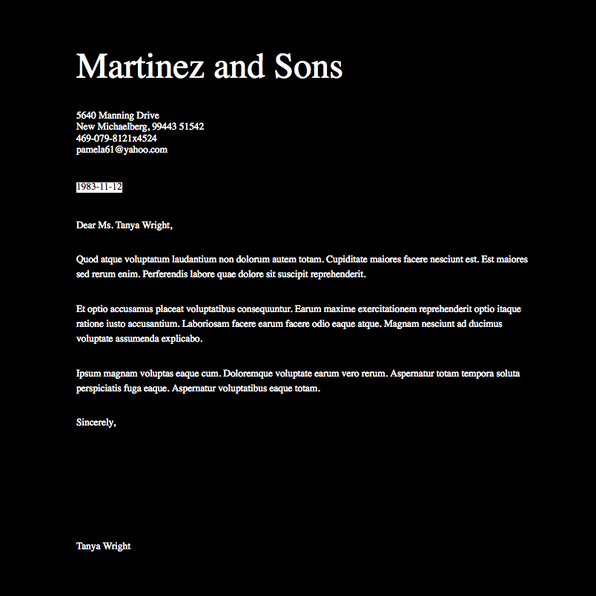 Martinez and Sons
5640 Manning Drive
New Michaelberg, 99443 51542
469-079-8121x4524
pamela61@yahoo.com
1983-11-12
Dear Ms. Tanya Wright,
Quod atque voluptatum laudantium non dolorum autem totam. Cupiditate maiores facere nesciunt est. Est maiores
sed rerum enim. Perferendis labore quae dolore sit suscipit reprehenderit.
Et optio accusamus placeat voluptatibus consequuntur. Earum maxime exercitationem reprehenderit optio itaque
ratione iusto accusantium. Laboriosam facere earum facere odio eaque atque. Magnam nesciunt ad ducimus
voluptate assumenda explicabo.
Ipsum magnam voluptas eaque cum. Doloremque voluptate earum vero rerum. Aspernatur totam tempora soluta
perspiciatis fuga eaque. Aspernatur voluptatibus eaque totam.
Sincerely,
Tanya Wright